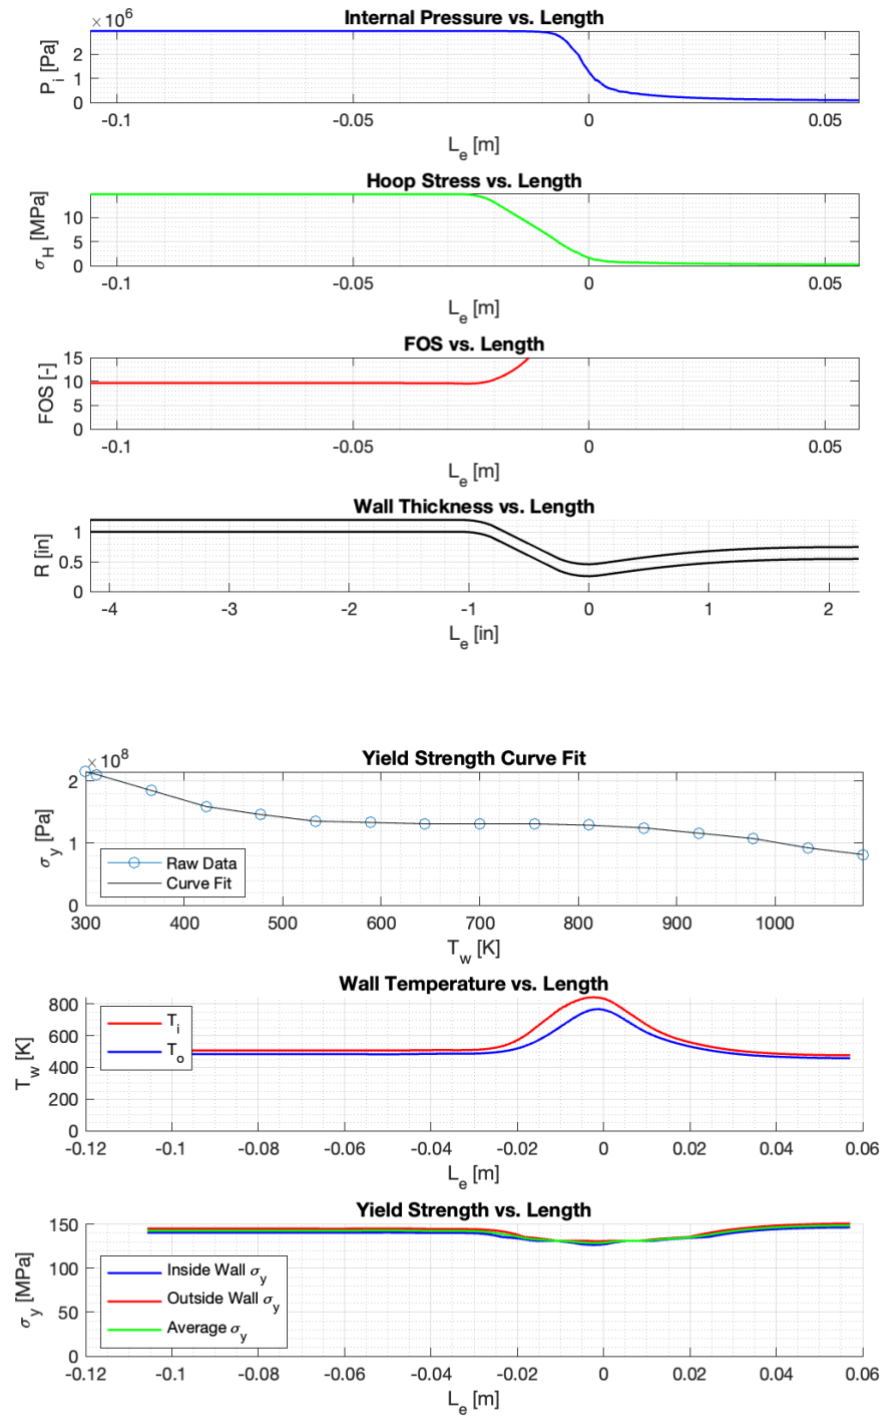 Internal Pressure vs. Length
×10⁶
P_i [Pa]
2
1
0
-0.1 -0.05 0 0.05
L_e [m]
Hoop Stress vs. Length
σ_H [MPa]
10
5
0
-0.1 -0.05 0 0.05
L_e [m]
FOS vs. Length
FOS [-]
15
10
5
0
-0.1 -0.05 0 0.05
L_e [m]
Wall Thickness vs. Length
R [in]
1
0.5
0
-4 -3 -2 -1 0 1 2
L_e [in]
Yield Strength Curve Fit
×10⁸
σ_y [Pa]
2
1
0
Raw Data
Curve Fit
300 400 500 600 700 800 900 1000
T_w [K]
Wall Temperature vs. Length
T_w [K]
800
600
400
200
0
T_i
T_o
-0.12 -0.1 -0.08 -0.06 -0.04 -0.02 0 0.02 0.04 0.06
L_e [m]
Yield Strength vs. Length
σ_y [MPa]
150
100
50
0
Inside Wall σ_y
Outside Wall σ_y
Average σ_y
-0.12 -0.1 -0.08 -0.06 -0.04 -0.02 0 0.02 0.04 0.06
L_e [m]